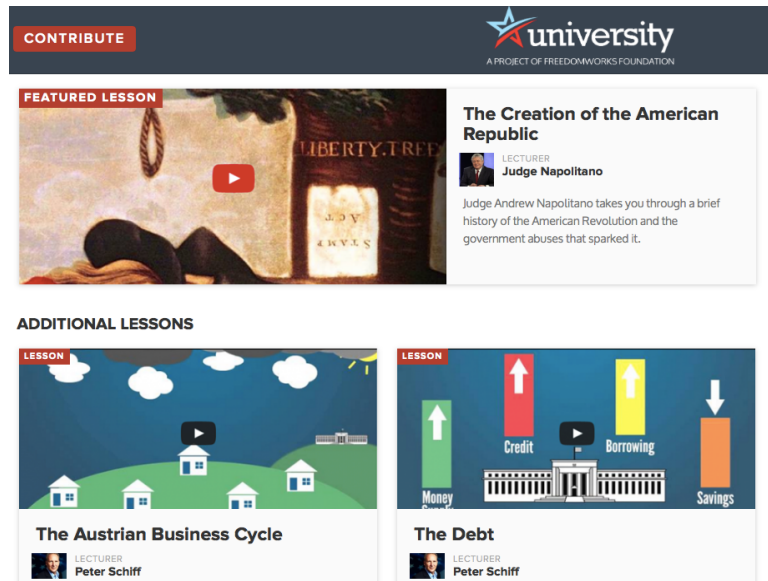 CONTRIBUTE
university
A PROJECT OF FREEDOMWORKS FOUNDATION
FEATURED LESSON
LIBERTY.TREE
STAMP
ACT
The Creation of the American
Republic
LECTURER
Judge Napolitano
Judge Andrew Napolitano takes you through a brief
history of the American Revolution and the
government abuses that sparked it.
ADDITIONAL LESSONS
LESSON
The Austrian Business Cycle
LECTURER
Peter Schiff
LESSON
Credit
Borrowing
Money
Supply
Savings
The Debt
LECTURER
Peter Schiff